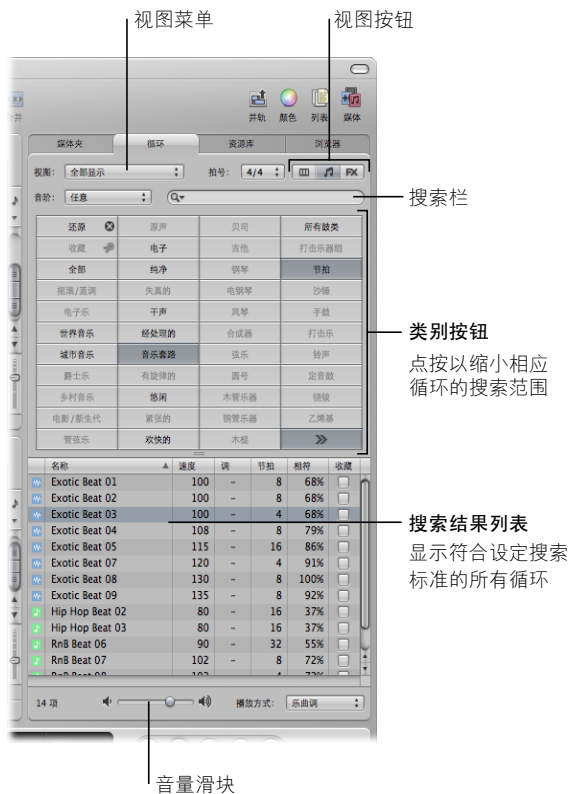 视图菜单
视图按钮
并轨 颜色 列表 媒体
媒体夹 循环 资源库 浏览器
视图: 全部显示 拍号: 4/4 FX
音阶: 任意
搜索栏
还原 原声 贝司 所有鼓类
收藏 电子 吉他 打击乐器组
全部 纯净 钢琴 节拍
摇滚/蓝调 失真的 电钢琴 沙锤
电子乐 干声 风琴 手鼓
世界音乐 经处理的 合成器 打击乐
城市音乐 音乐套路 弦乐 铃声
爵士乐 有旋律的 圆号 定音鼓
乡村音乐 悠闲 木管乐器 铙钹
电影/新生代 紧张的 铜管乐器 乙烯基
管弦乐 欢快的 木槌
类别按钮
点按以缩小相应
循环的搜索范围
名称 速度 调 节拍 相符 收藏
Exotic Beat 01 100 – 8 68%
Exotic Beat 02 100 – 8 68%
Exotic Beat 03 100 – 4 68%
Exotic Beat 04 108 – 8 79%
Exotic Beat 05 115 – 16 86%
Exotic Beat 07 120 – 4 91%
Exotic Beat 08 130 – 8 100%
Exotic Beat 09 135 – 8 92%
Hip Hop Beat 02 80 – 16 37%
Hip Hop Beat 03 80 – 16 37%
RnB Beat 06 90 – 32 55%
RnB Beat 07 102 – 8 72%
搜索结果列表
显示符合设定搜索
标准的所有循环
14 项 播放方式: 乐曲调
音量滑块